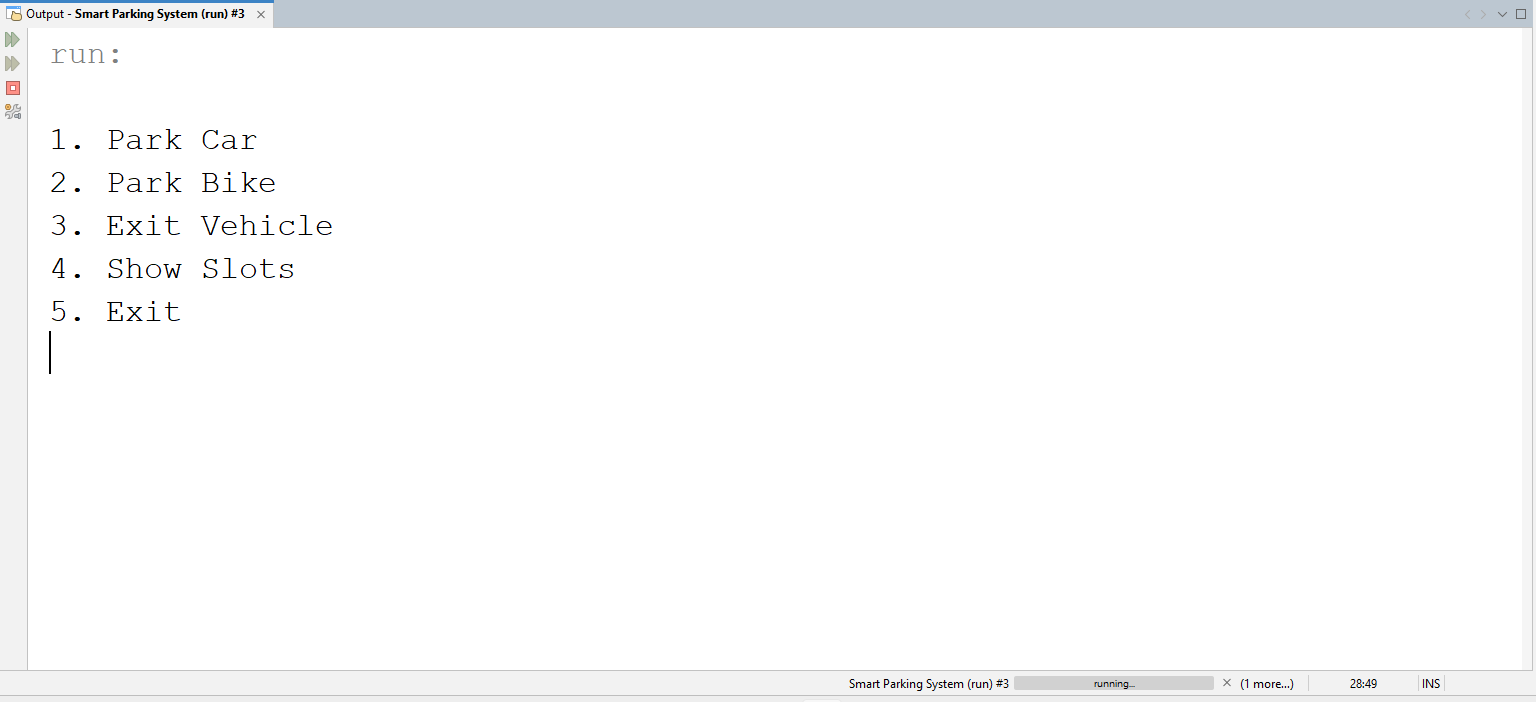 Output - Smart Parking System (run) #3
run:
1. Park Car
2. Park Bike
3. Exit Vehicle
4. Show Slots
5. Exit
Smart Parking System (run) #3 running... (1 more...) 28:49 INS